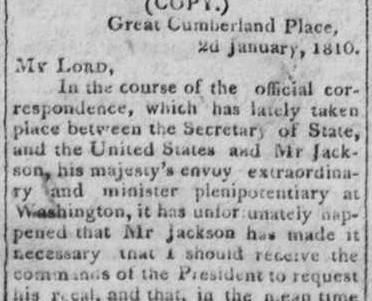 (COPY.)
Great Cumberland Place,
2d January, 1810.
My Lord,
In the course of the official cor-
respondence, which has lately taken
place between the Secretary of State,
and the United States and Mr Jack-
son, his majesty's envoy extraordina-
ry and minister plenipotentiary at
Washington, it has unfortunately hap-
pened that Mr Jackson has made it
necessary that I should receive the
commands of the President to request
his recal, and that, in the mean time